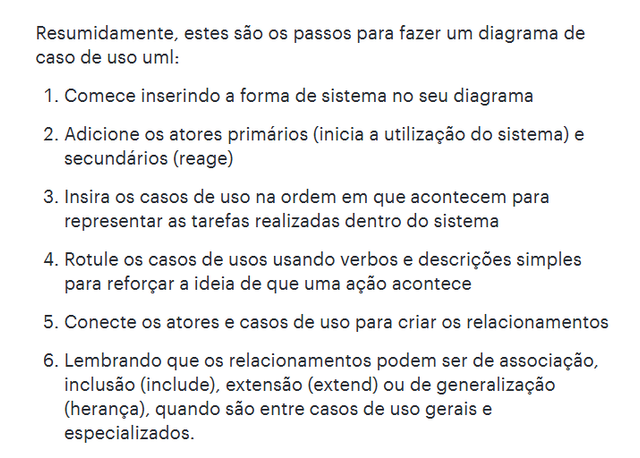 Resumidamente, estes são os passos para fazer um diagrama de
caso de uso uml:
1. Comece inserindo a forma de sistema no seu diagrama
2. Adicione os atores primários (inicia a utilização do sistema) e
secundários (reage)
3. Insira os casos de uso na ordem em que acontecem para
representar as tarefas realizadas dentro do sistema
4. Rotule os casos de usos usando verbos e descrições simples
para reforçar a ideia de que uma ação acontece
5. Conecte os atores e casos de uso para criar os relacionamentos
6. Lembrando que os relacionamentos podem ser de associação,
inclusão (include), extensão (extend) ou de generalização
(herança), quando são entre casos de uso gerais e
especializados.